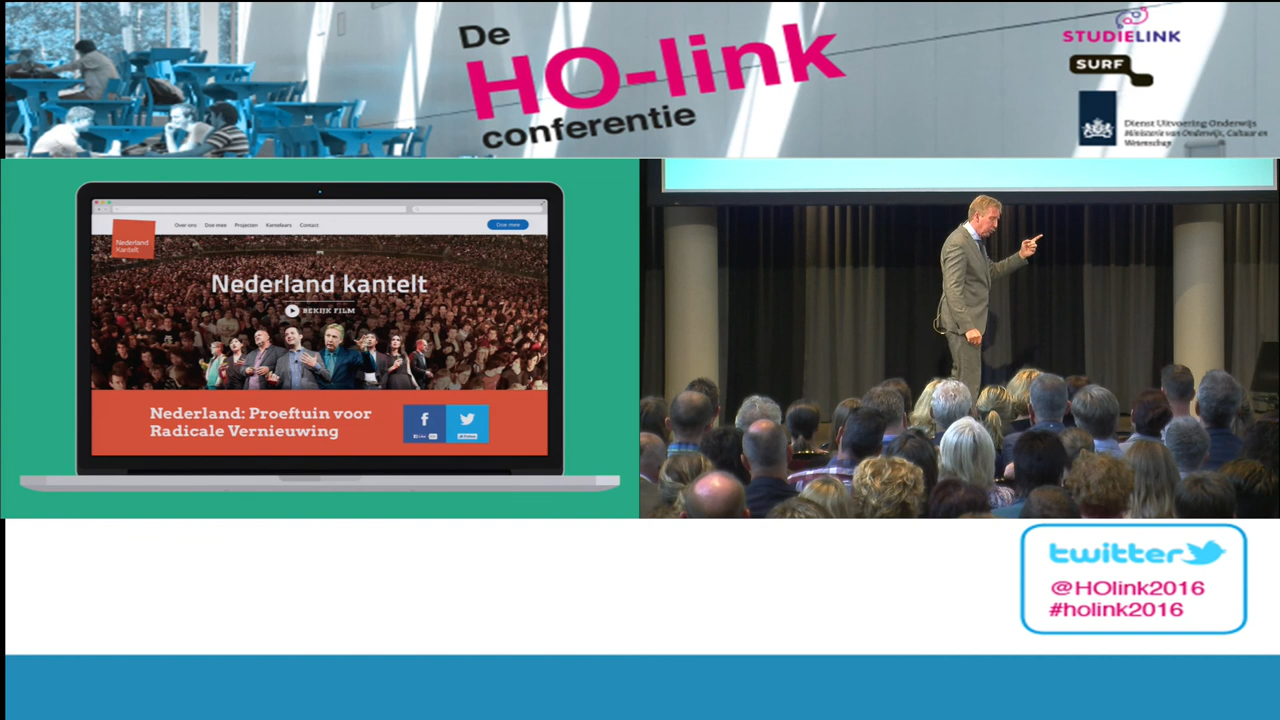 De
HO-link
conferentie
STUDIELINK
SURF
Dienst Uitvoering Onderwijs
Ministerie van Onderwijs, Cultuur en
Wetenschap
Nederland
Kantelt
Over ons Doe mee Projecten Kantelaars Contact
Doe mee
Nederland kantelt
BEKIJK FILM
Nederland: Proeftuin voor
Radicale Vernieuwing
Like
twitter
@HOlink2016
#holink2016